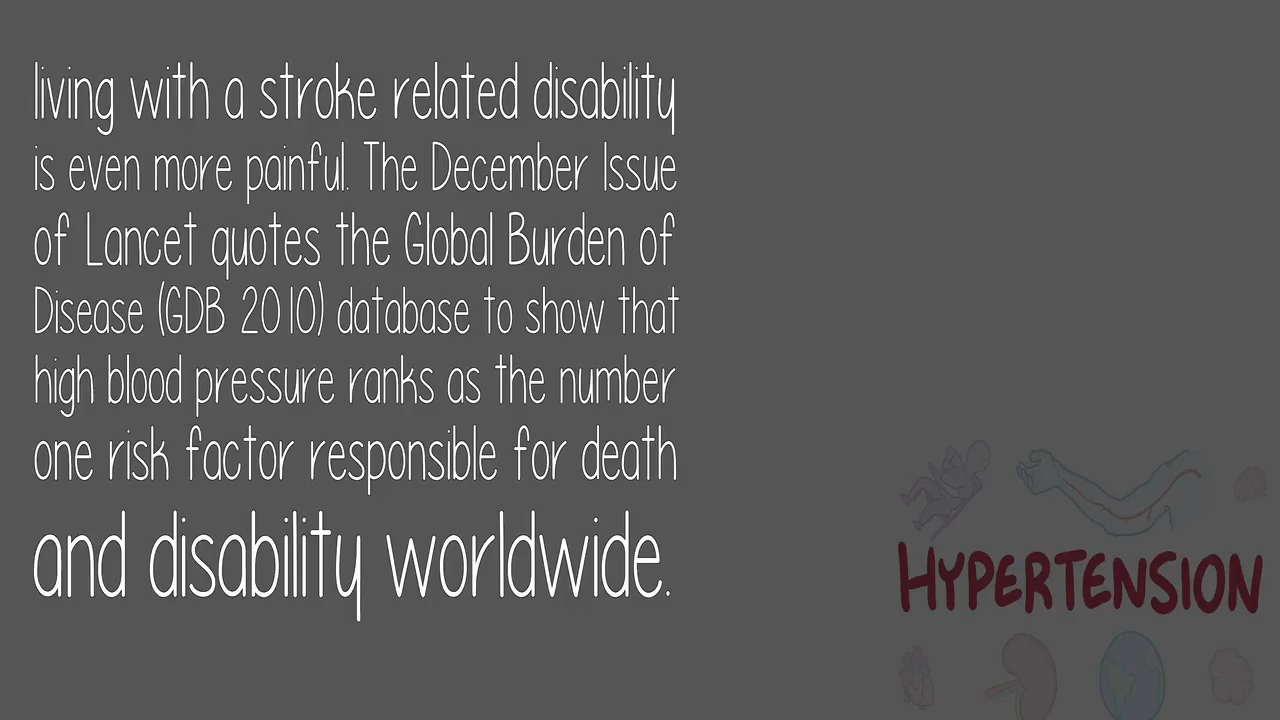 living with a stroke related disability
is even more painful. The December Issue
of Lancet quotes the Global Burden of
Disease (GDB 2010) database to show that
high blood pressure ranks as the number
one risk factor responsible for death
and disability worldwide.
HYPERTENSION